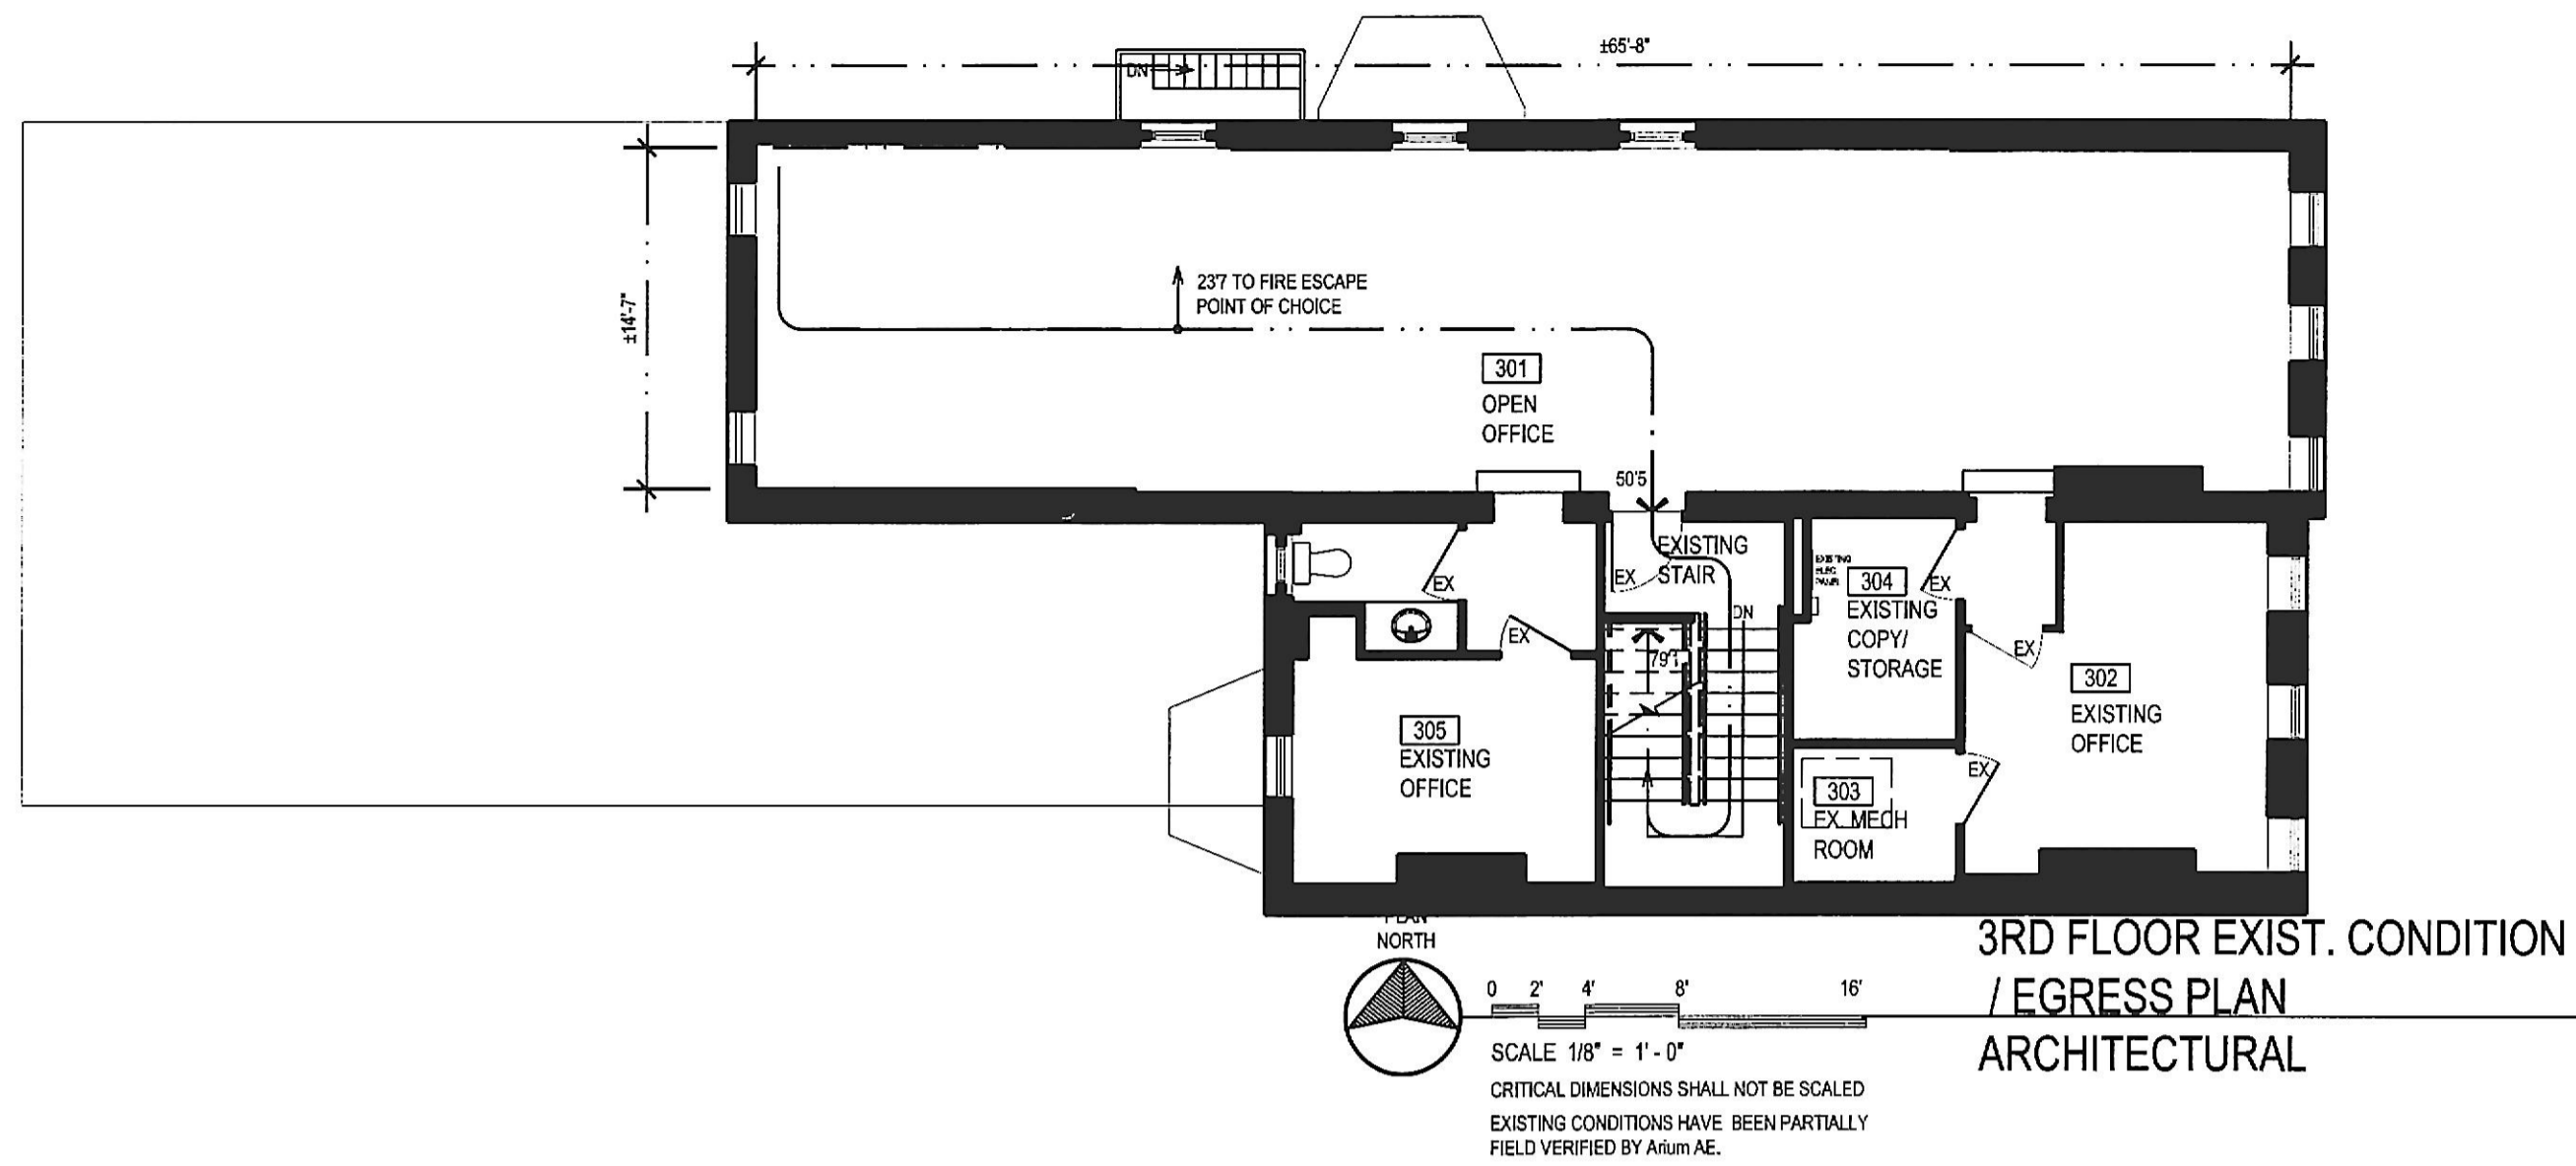 ±65'-8"
DN
±14'-7"
23'7 TO FIRE ESCAPE
POINT OF CHOICE
301
OPEN
OFFICE
50'5
EXISTING
STAIR
EX
EX
EX
DN
EXISTING
ELEC
PANEL
304
EXISTING
COPY/
STORAGE
EX
EX
302
EXISTING
OFFICE
305
EXISTING
OFFICE
EX
303
EX. MECH
ROOM
PLAN
NORTH
0 2' 4' 8' 16'
SCALE 1/8" = 1' - 0"
CRITICAL DIMENSIONS SHALL NOT BE SCALED
EXISTING CONDITIONS HAVE BEEN PARTIALLY
FIELD VERIFIED BY Arium AE.
3RD FLOOR EXIST. CONDITION
/ EGRESS PLAN
ARCHITECTURAL